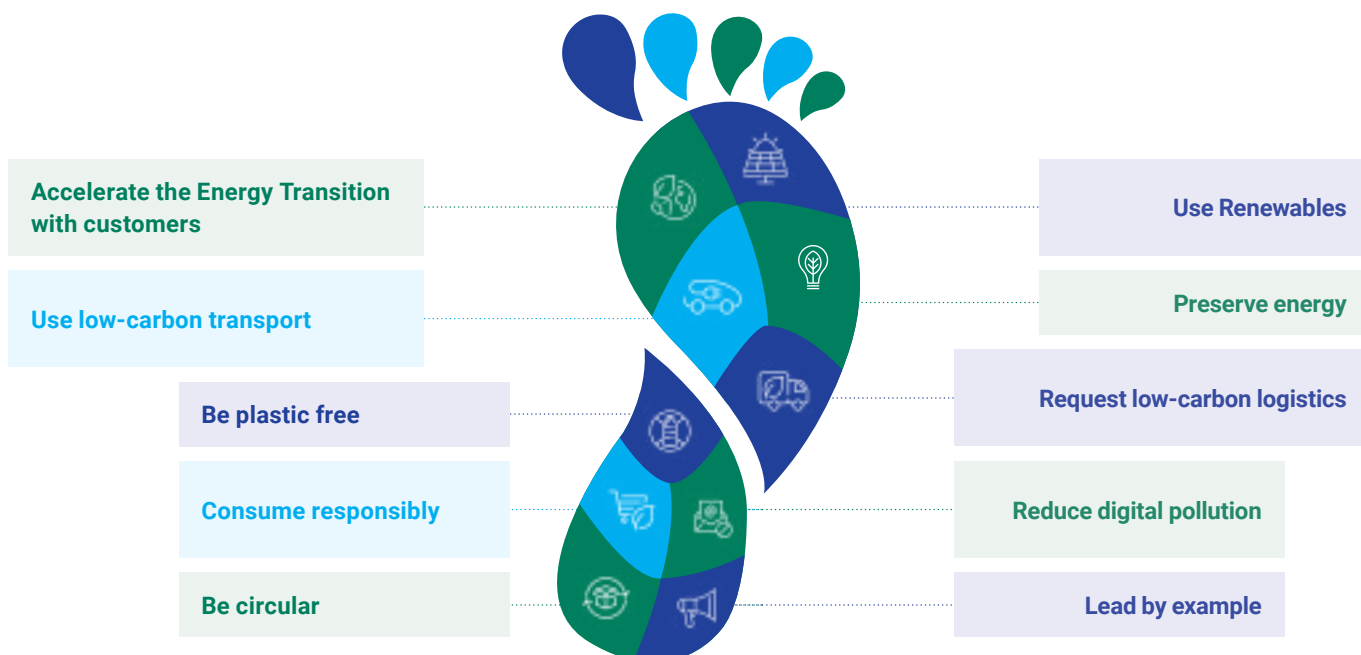 Accelerate the Energy Transition
with customers
Use low-carbon transport
Be plastic free
Consume responsibly
Be circular
Use Renewables
Preserve energy
Request low-carbon logistics
Reduce digital pollution
Lead by example